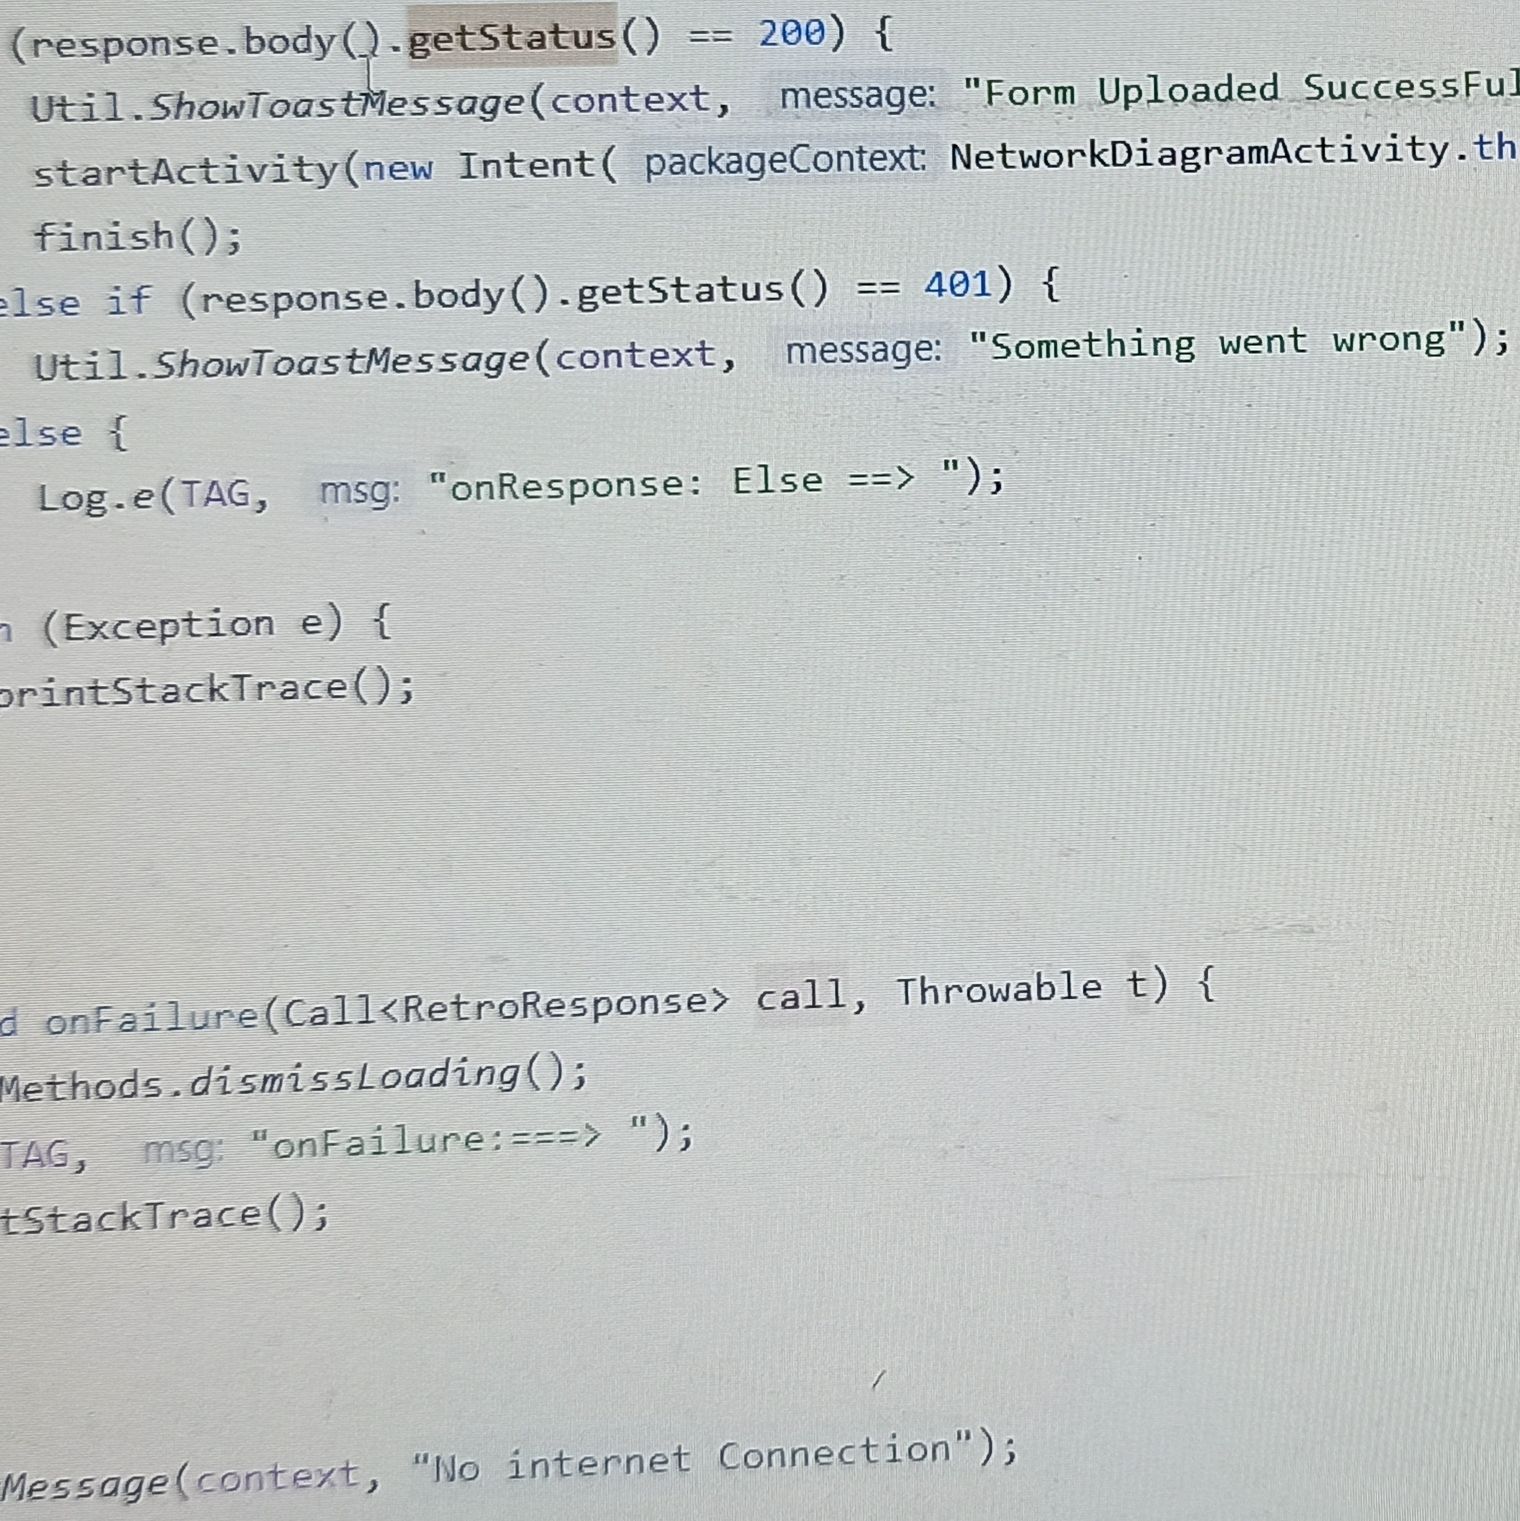 (response.body().getStatus() == 200) {
Util.ShowToastMessage(context, message: "Form Uploaded SuccessFul
startActivity(new Intent( packageContext: NetworkDiagramActivity.th
finish();
else if (response.body().getStatus() == 401) {
Util.ShowToastMessage(context, message: "Something went wrong");
else {
Log.e(TAG, msg: "onResponse: Else ==> ");
(Exception e) {
printStackTrace();
d onFailure(Call<RetroResponse> call, Throwable t) {
Methods.dismissLoading();
TAG, msg: "onFailure:===> ");
tStackTrace();
Message(context, "No internet Connection");